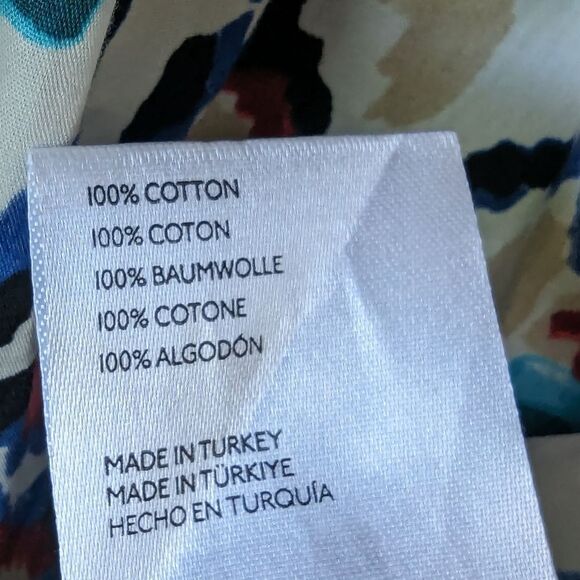 100% COTTON
100% COTON
100% BAUMWOLLE
100% COTONE
100% ALGODÓN
MADE IN TURKEY
MADE IN TÜRKIYE
HECHO EN TURQUÍA